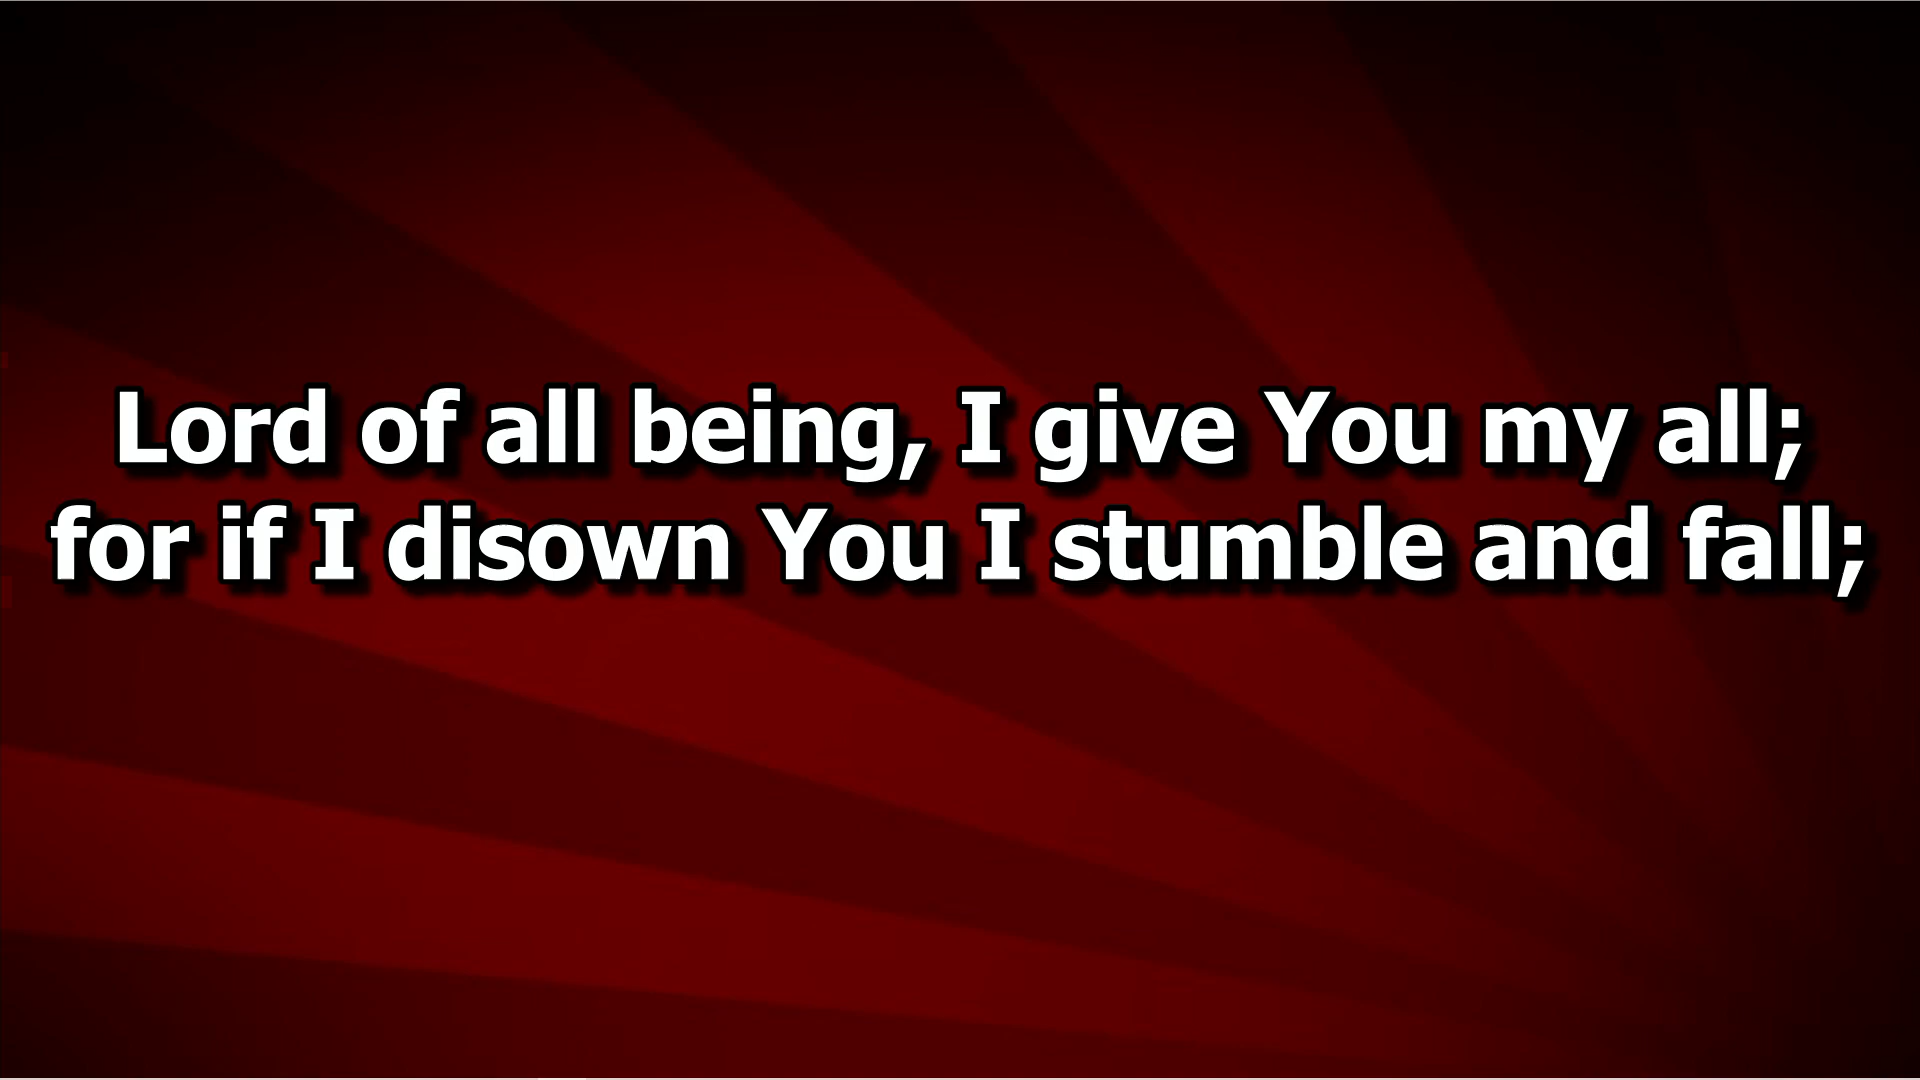 Lord of all being, I give You my all;
for if I disown You I stumble and fall;